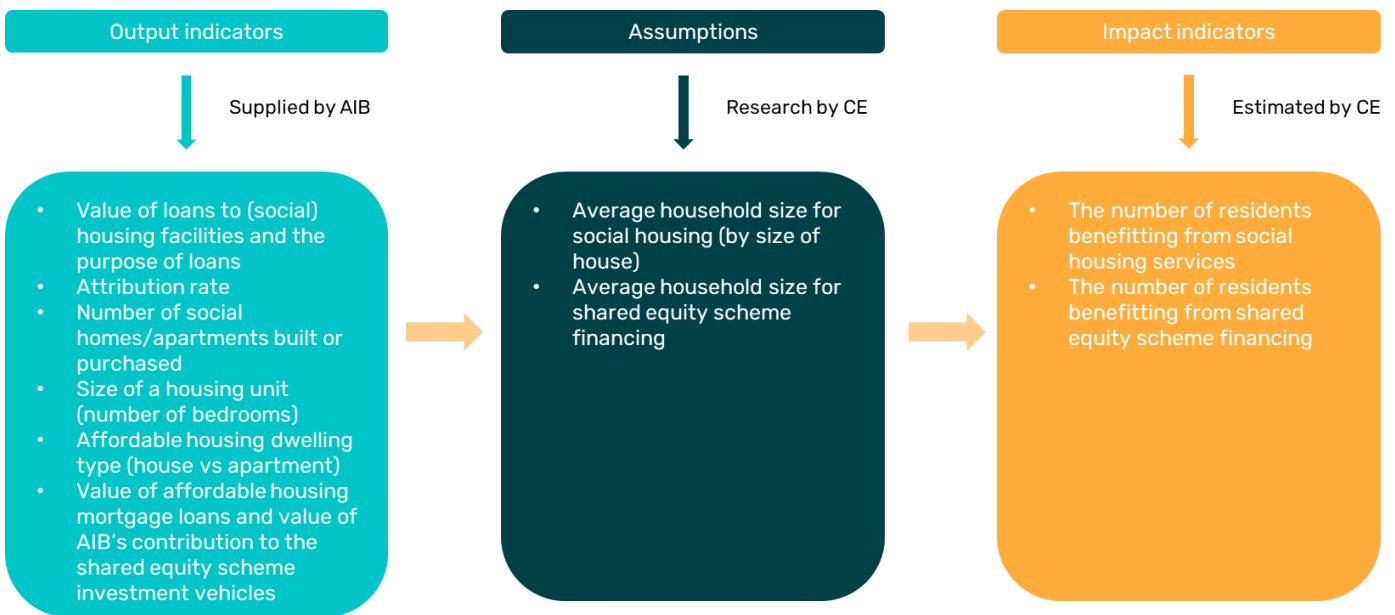 Output indicators
Supplied by AIB
• Value of loans to (social)
housing facilities and the
purpose of loans
• Attribution rate
• Number of social
homes/apartments built or
purchased
• Size of a housing unit
(number of bedrooms)
• Affordable housing dwelling
type (house vs apartment)
• Value of affordable housing
mortgage loans and value of
AIB's contribution to the
shared equity scheme
investment vehicles
Assumptions
Research by CE
• Average household size for
social housing (by size of
house)
• Average household size for
shared equity scheme
financing
Impact indicators
Estimated by CE
• The number of residents
benefitting from social
housing services
• The number of residents
benefitting from shared
equity scheme financing